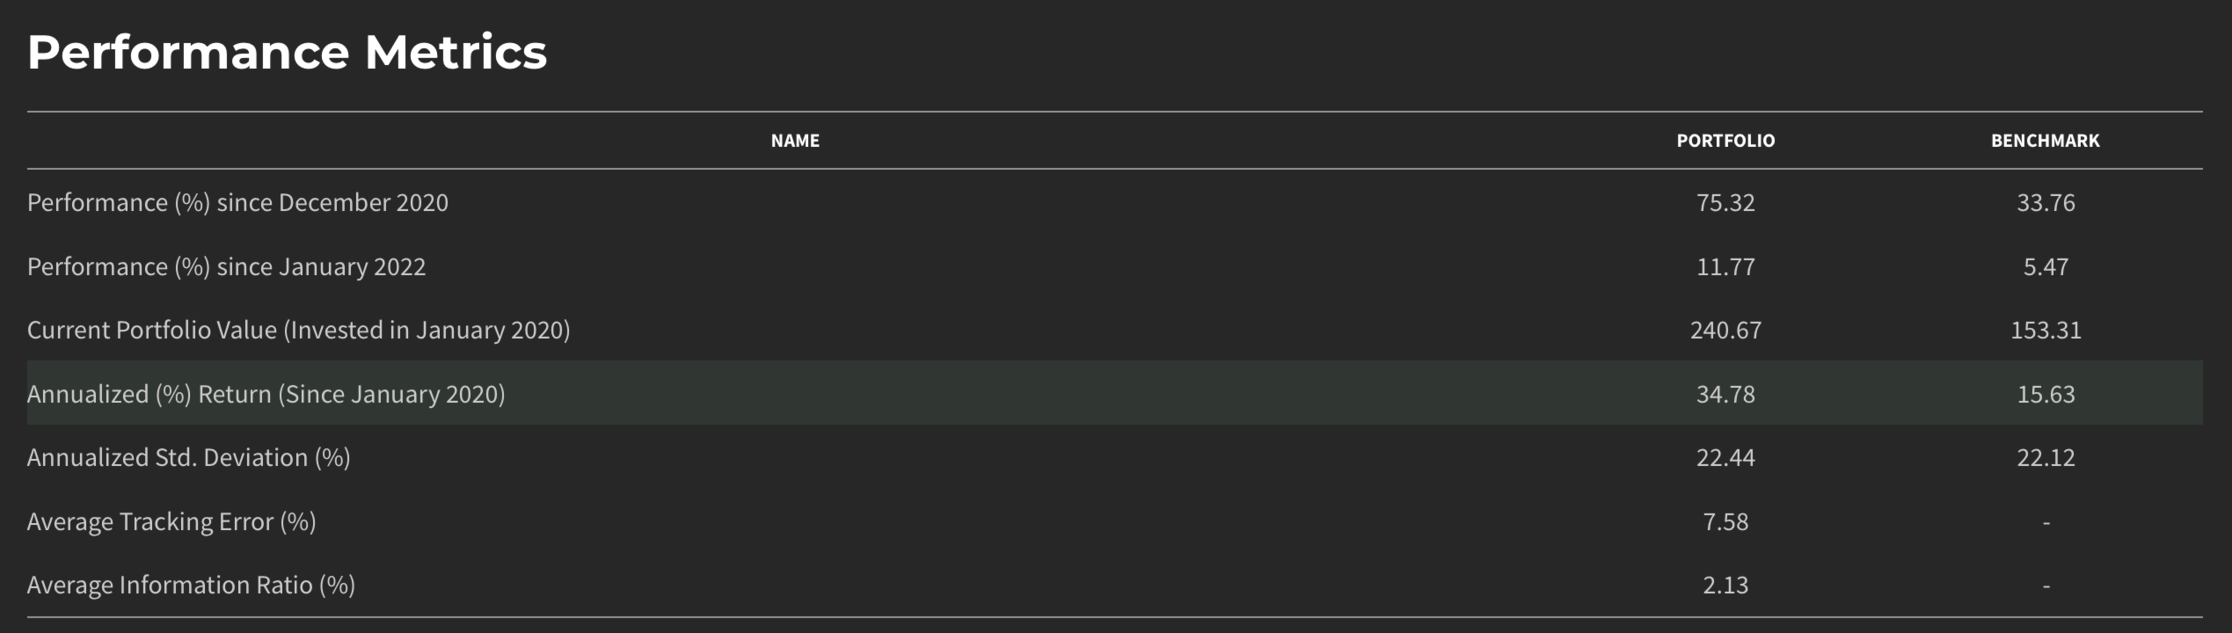 Performance Metrics
NAME PORTFOLIO BENCHMARK
Performance (%) since December 2020 75.32 33.76
Performance (%) since January 2022 11.77 5.47
Current Portfolio Value (Invested in January 2020) 240.67 153.31
Annualized (%) Return (Since January 2020) 34.78 15.63
Annualized Std. Deviation (%) 22.44 22.12
Average Tracking Error (%) 7.58 -
Average Information Ratio (%) 2.13 -